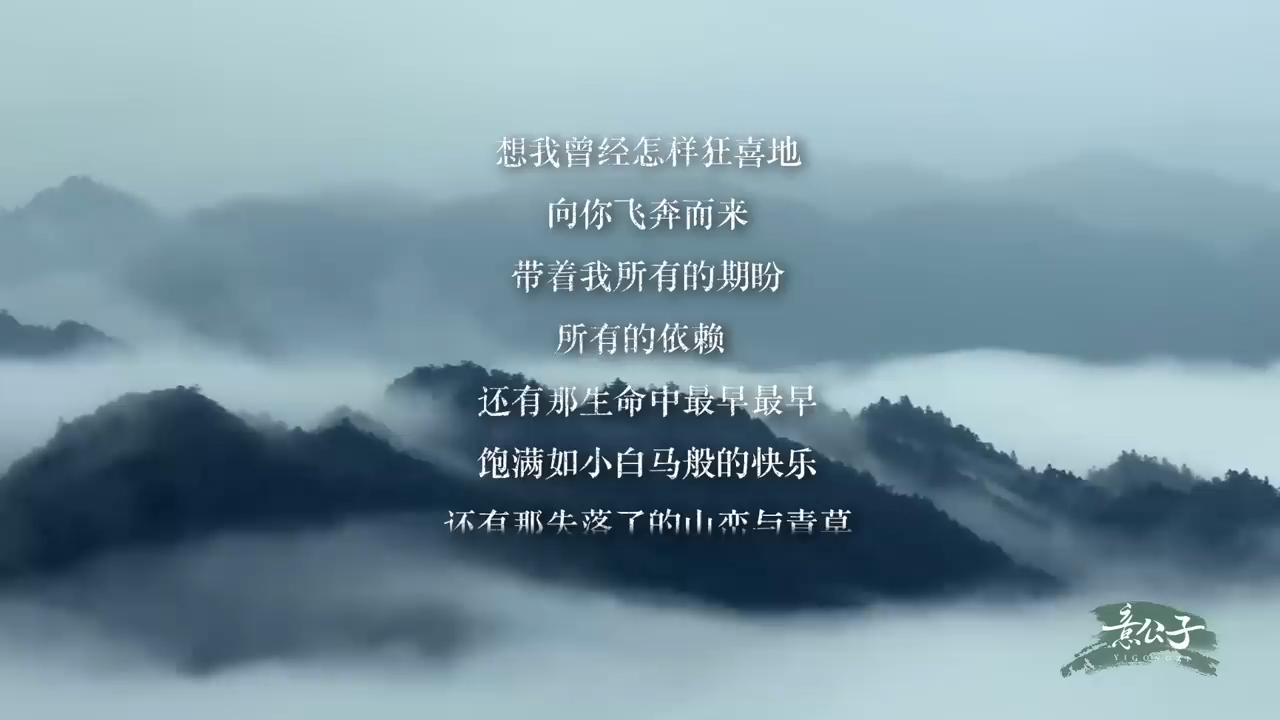 想我曾经怎样狂喜地
向你飞奔而来
带着我所有的期盼
所有的依赖
还有那生命中最早最早
饱满如小白马般的快乐
还有那失落了的山峦与青草
意公子
YIGONGZI